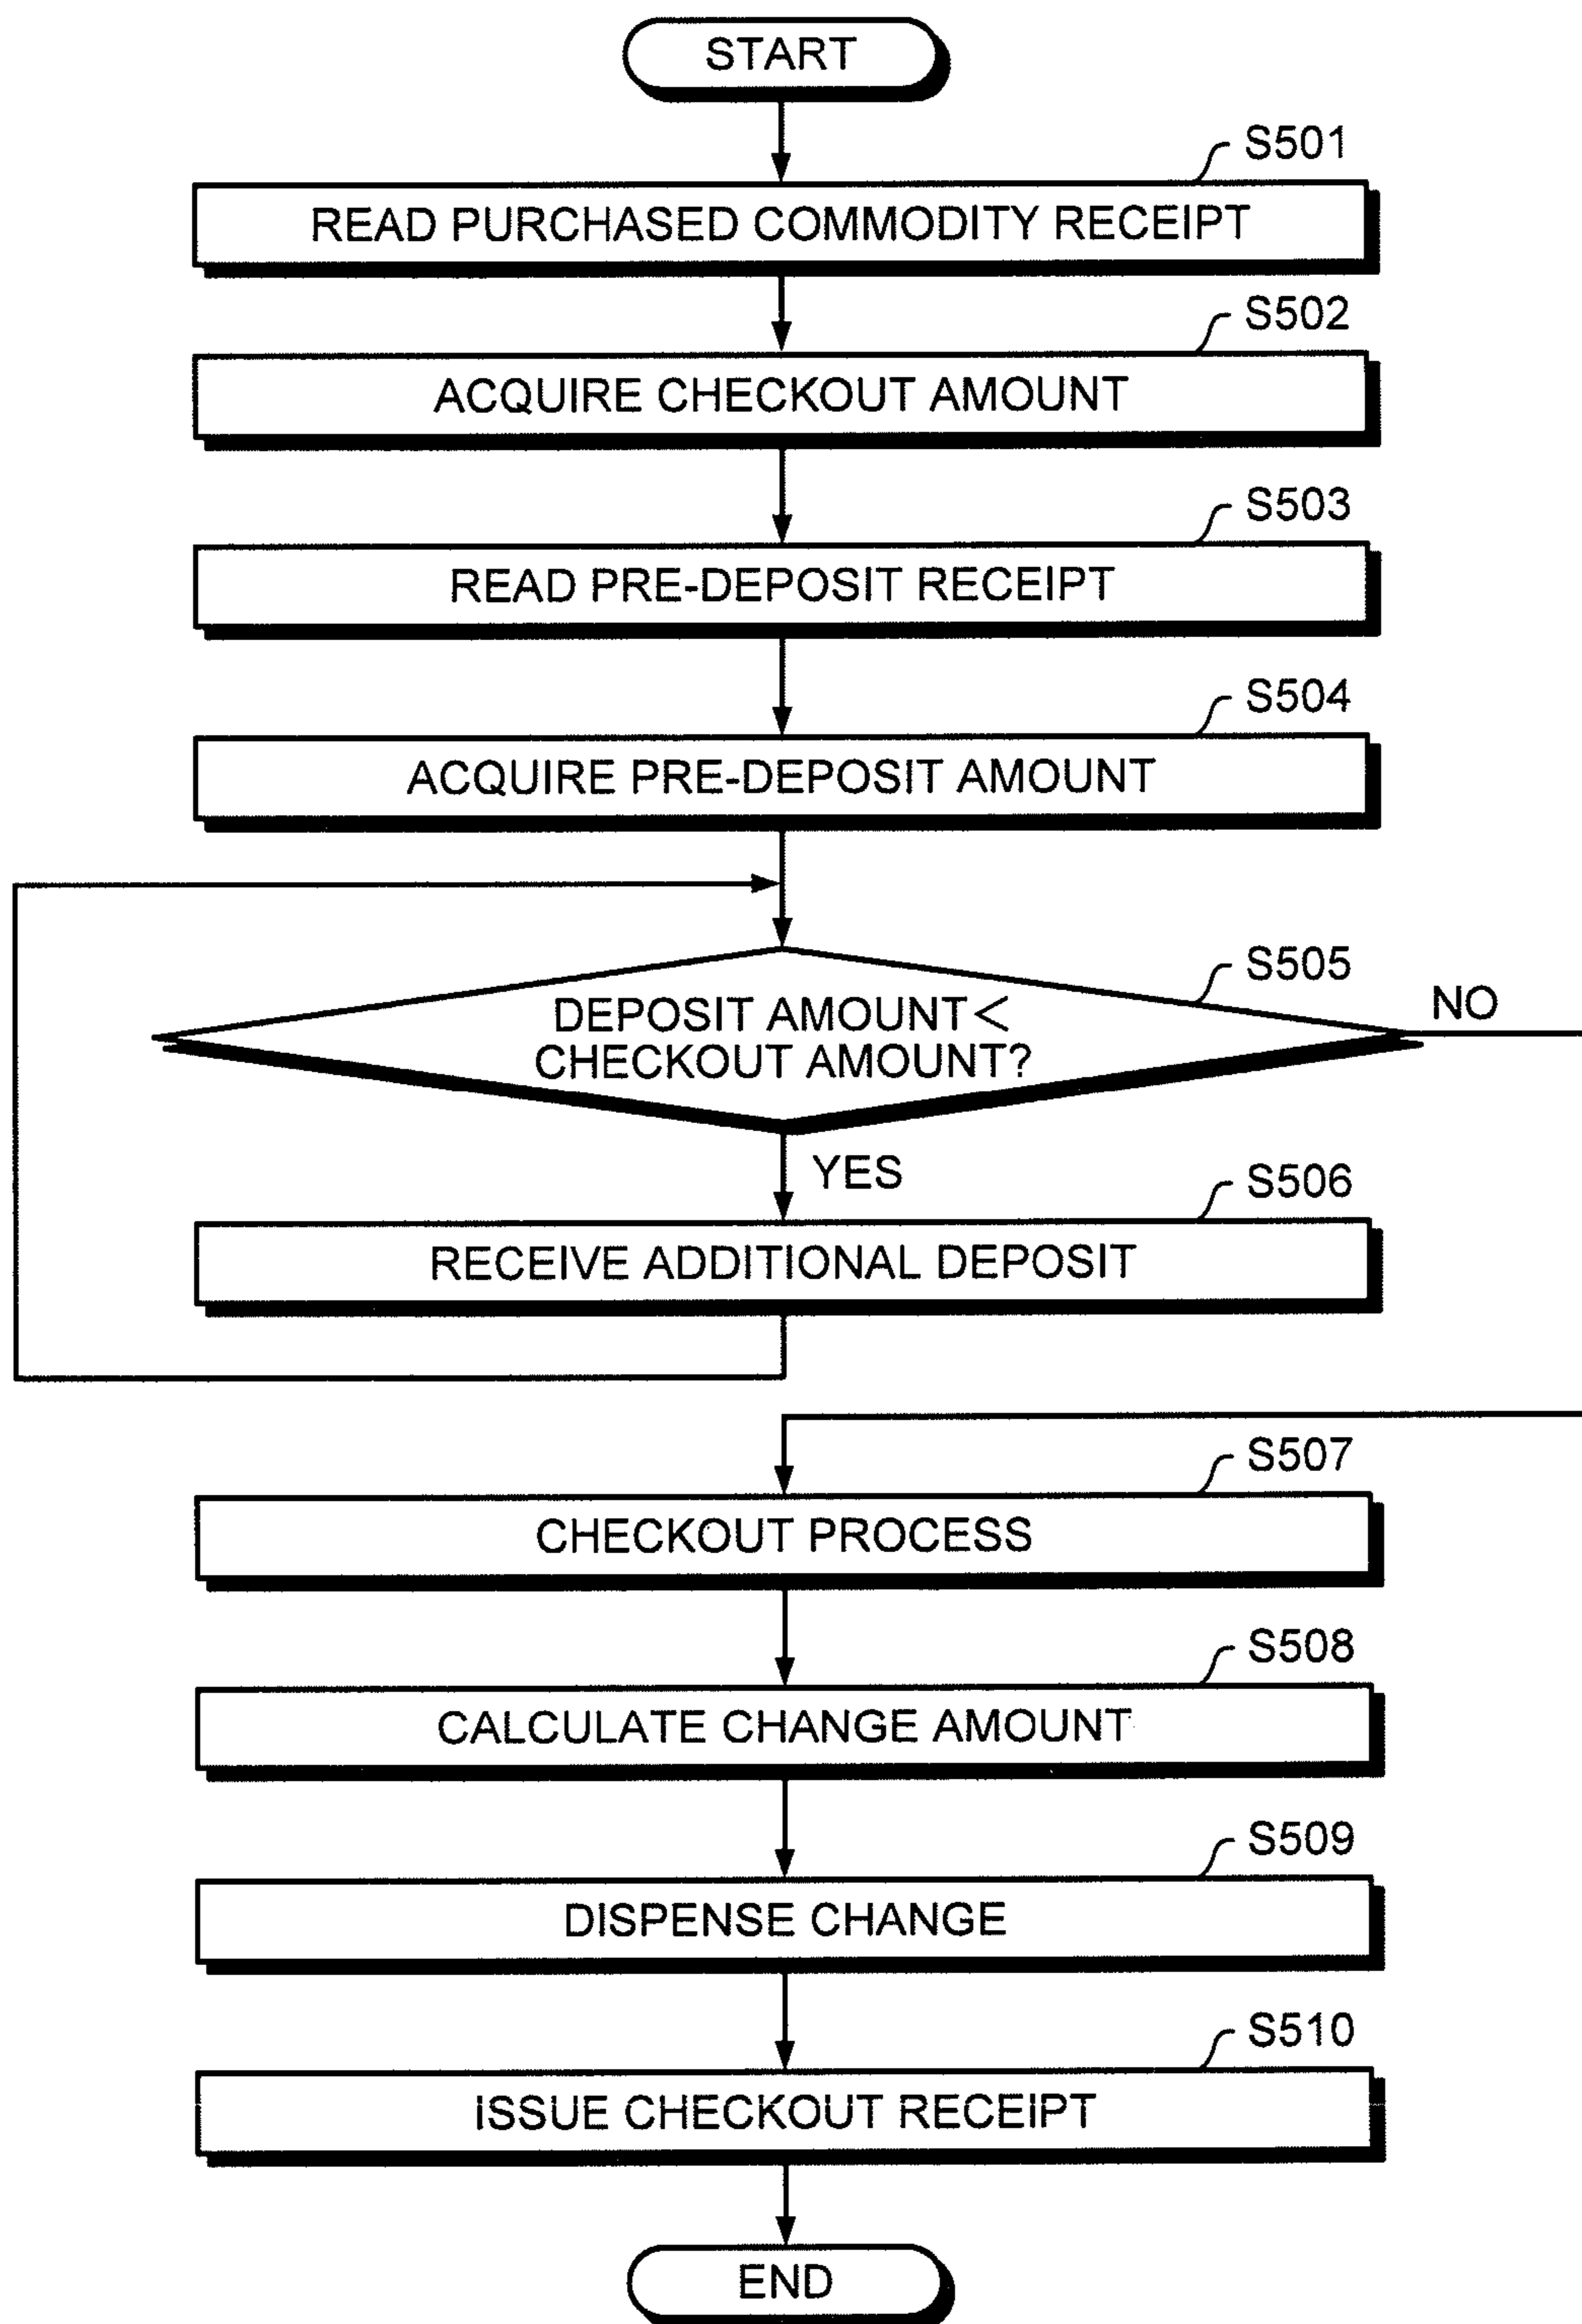 START
S501
READ PURCHASED COMMODITY RECEIPT
S502
ACQUIRE CHECKOUT AMOUNT
S503
READ PRE-DEPOSIT RECEIPT
S504
ACQUIRE PRE-DEPOSIT AMOUNT
S505
DEPOSIT AMOUNT<
CHECKOUT AMOUNT?
NO
YES
S506
RECEIVE ADDITIONAL DEPOSIT
S507
CHECKOUT PROCESS
S508
CALCULATE CHANGE AMOUNT
S509
DISPENSE CHANGE
S510
ISSUE CHECKOUT RECEIPT
END